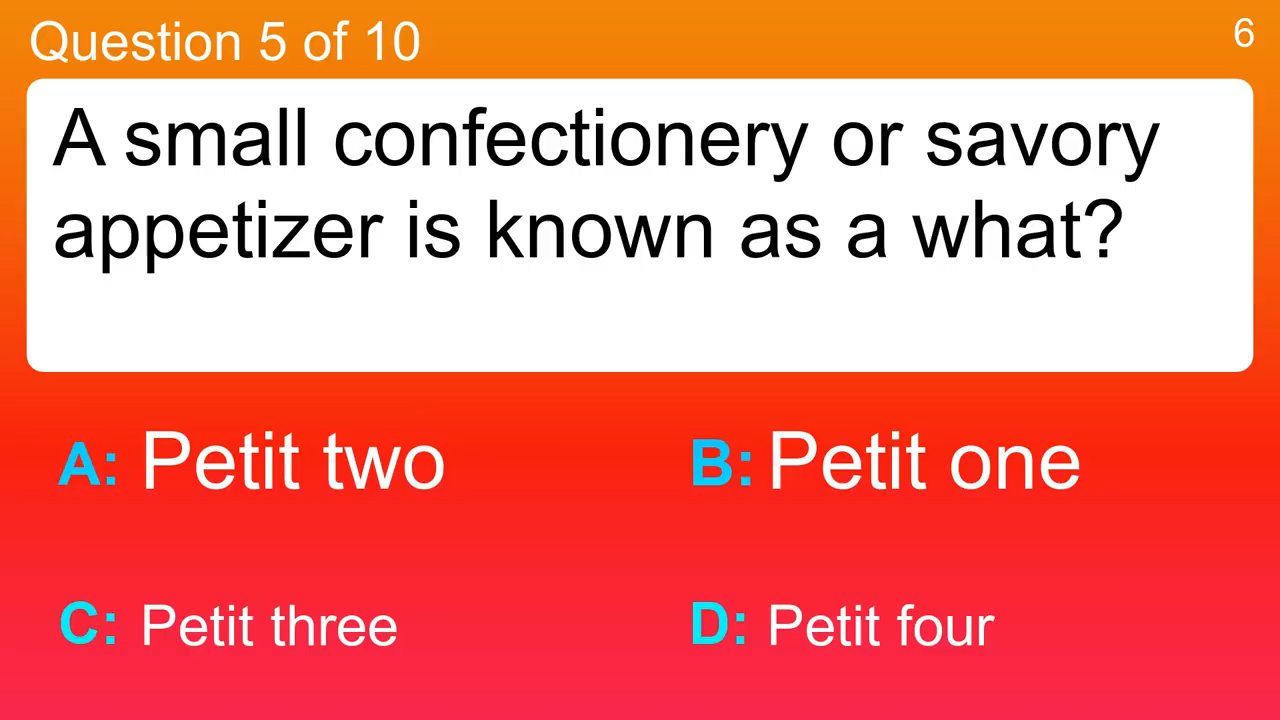 Question 5 of 10
6
A small confectionery or savory
appetizer is known as a what?
A: Petit two
B: Petit one
C: Petit three
D: Petit four